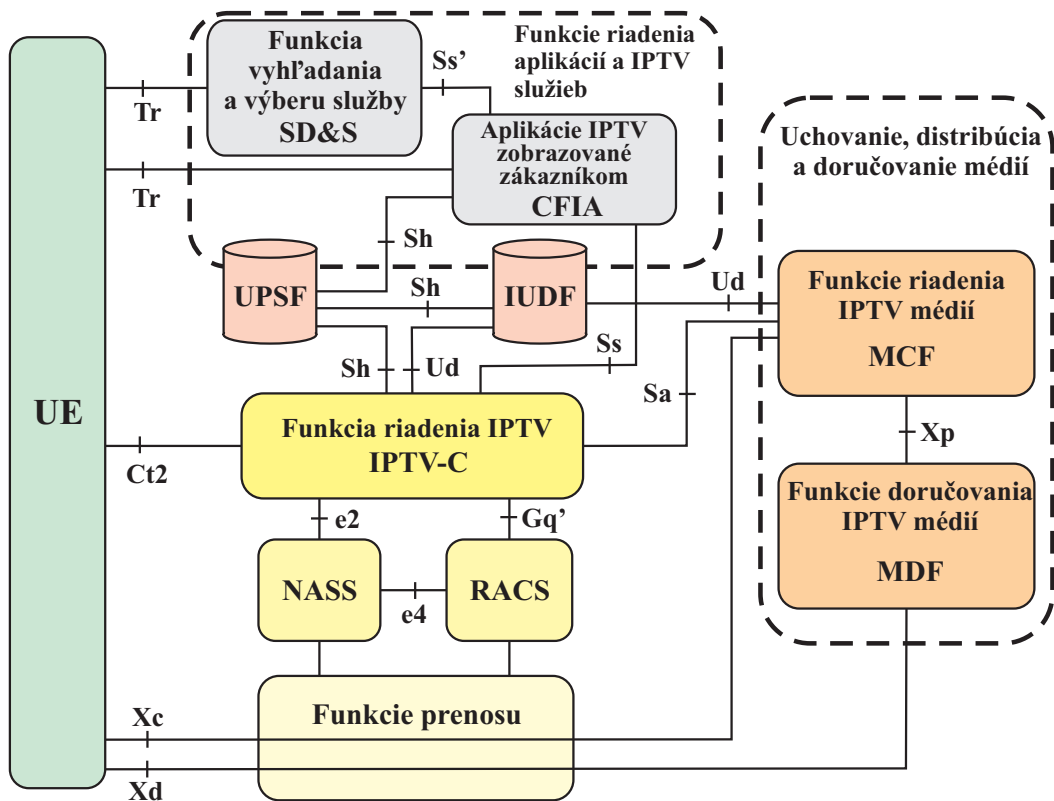 Funkcia
vyhľadania
a výberu služby
SD&S
Ss’
Funkcie riadenia
aplikácií a IPTV
služieb
Tr
Aplikácie IPTV
zobrazované
zákazníkom
CFIA
Tr
Uchovanie, distribúcia
a doručovanie médií
Sh
UPSF
Sh
IUDF
Ud
Funkcie riadenia
IPTV médií
MCF
Sh
Ud
Ss
Sa
UE
Funkcia riadenia IPTV
IPTV-C
Ct2
Xp
Funkcie doručovania
IPTV médií
MDF
e2
Gq’
NASS
e4
RACS
Funkcie prenosu
Xc
Xd